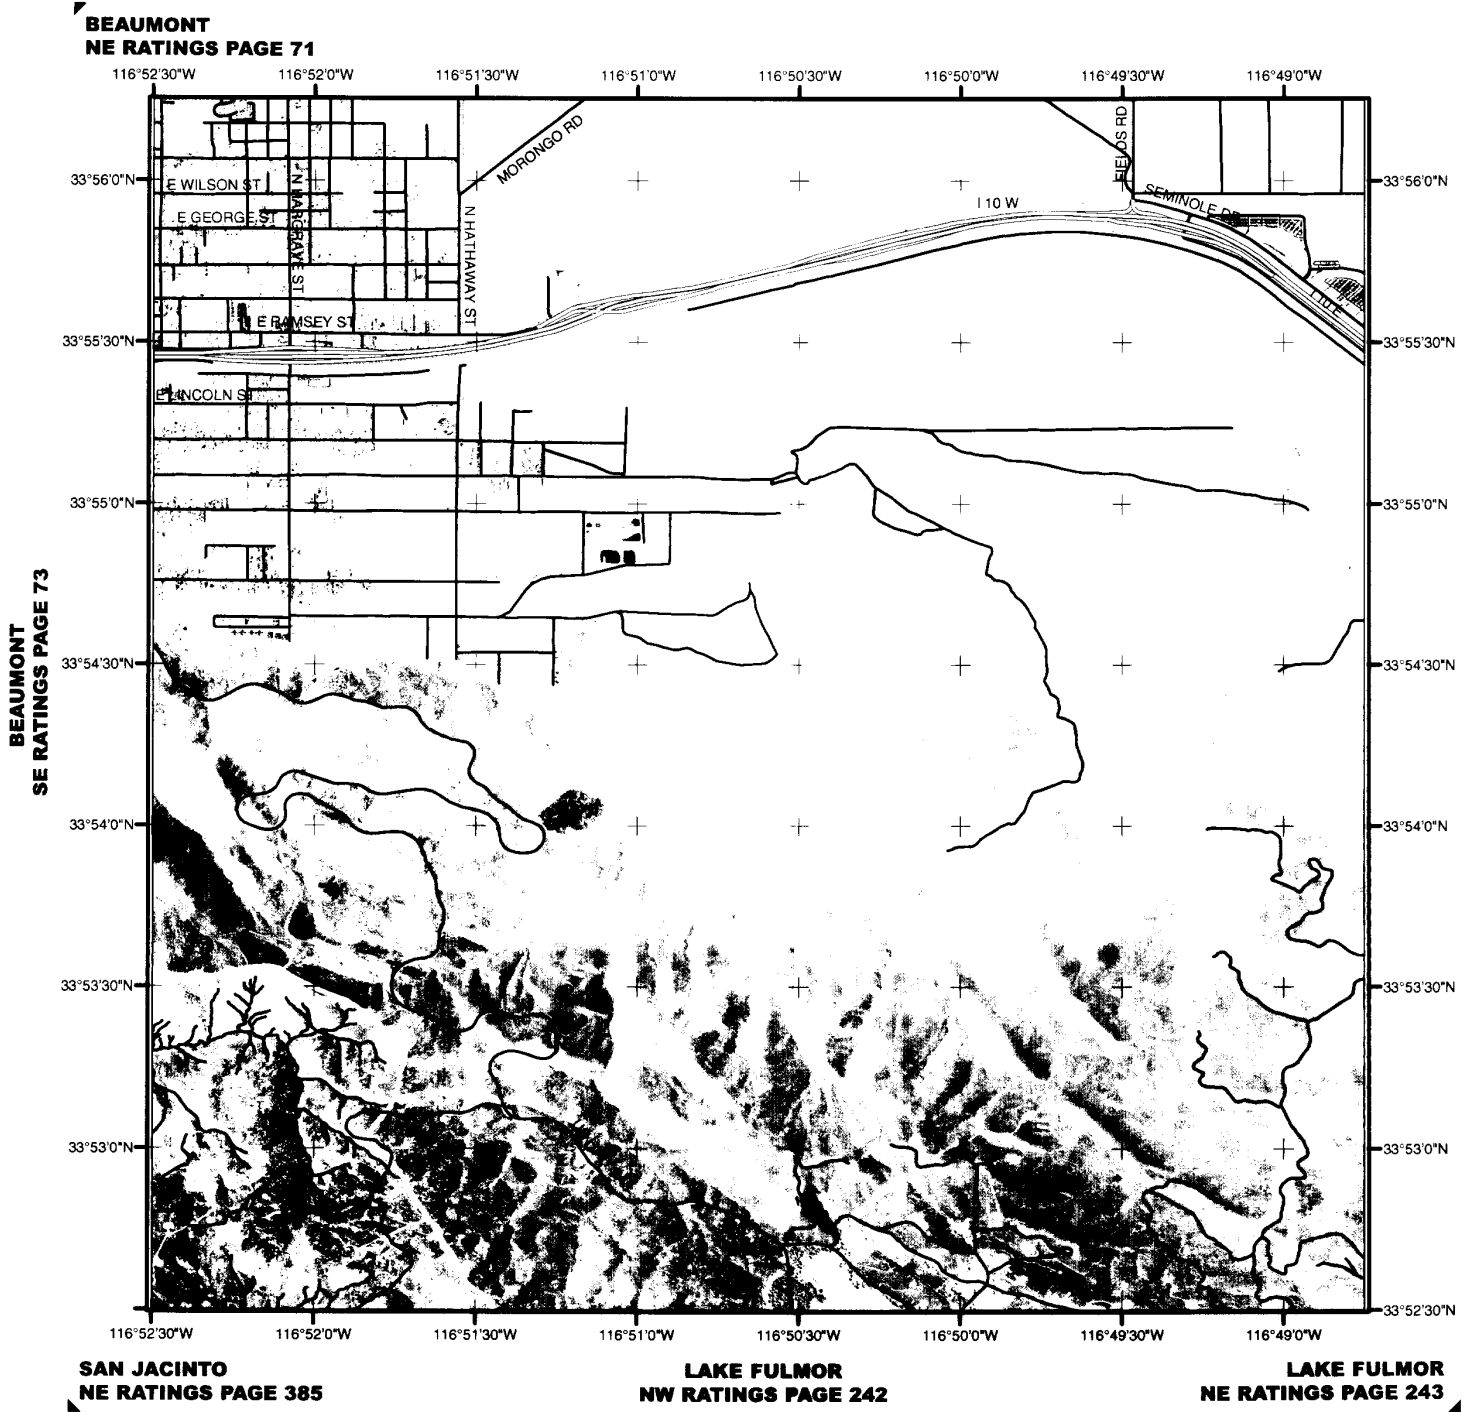 BEAUMONT
NE RATINGS PAGE 71
116°52'30"W 116°52'0"W 116°51'30"W 116°51'0"W 116°50'30"W 116°50'0"W 116°49'30"W 116°49'0"W
MORONGO RD
FIELDS RD
33°56'0"N
E WILSON ST
N HARGRAVE ST
SEMINOLE DR
33°56'0"N
E GEORGE ST
N HATHAWAY ST
I 10 W
I 10 E
E RAMSEY ST
33°55'30"N
33°55'30"N
E LINCOLN ST
33°55'0"N
33°55'0"N
BEAUMONT
SE RATINGS PAGE 73
33°54'30"N
33°54'30"N
33°54'0"N
33°54'0"N
33°53'30"N
33°53'30"N
33°53'0"N
33°53'0"N
33°52'30"N
116°52'30"W 116°52'0"W 116°51'30"W 116°51'0"W 116°50'30"W 116°50'0"W 116°49'30"W 116°49'0"W
SAN JACINTO
NE RATINGS PAGE 385
LAKE FULMOR
NW RATINGS PAGE 242
LAKE FULMOR
NE RATINGS PAGE 243